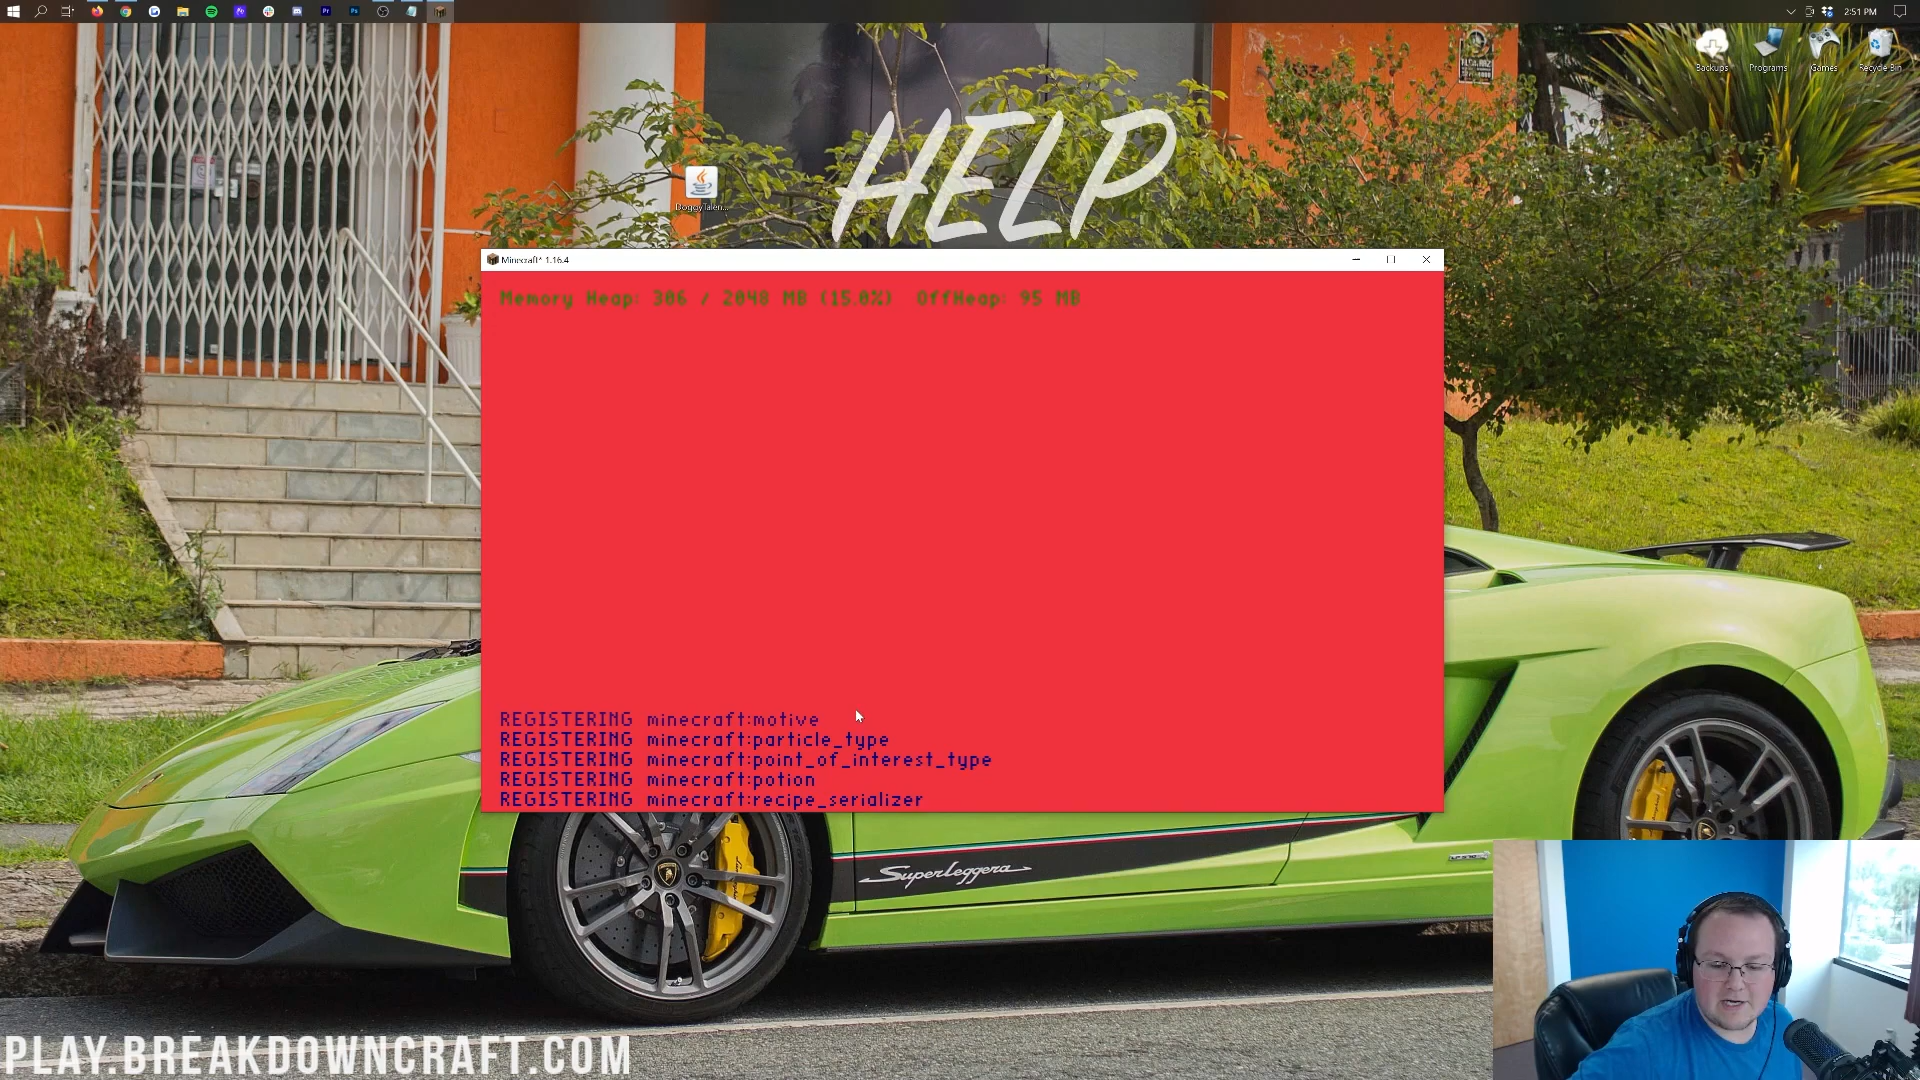 2:51 PM
Backups
Programs
Games
Recycle Bin
HELP
DoggyTalen...
Minecraft* 1.16.4
Memory Heap: 306 / 2048 MB (15.0%) OffHeap: 95 MB
REGISTERING minecraft:motive
REGISTERING minecraft:particle_type
REGISTERING minecraft:point_of_interest_type
REGISTERING minecraft:potion
REGISTERING minecraft:recipe_serializer
Superleggera
PLAY.BREAKDOWNCRAFT.COM